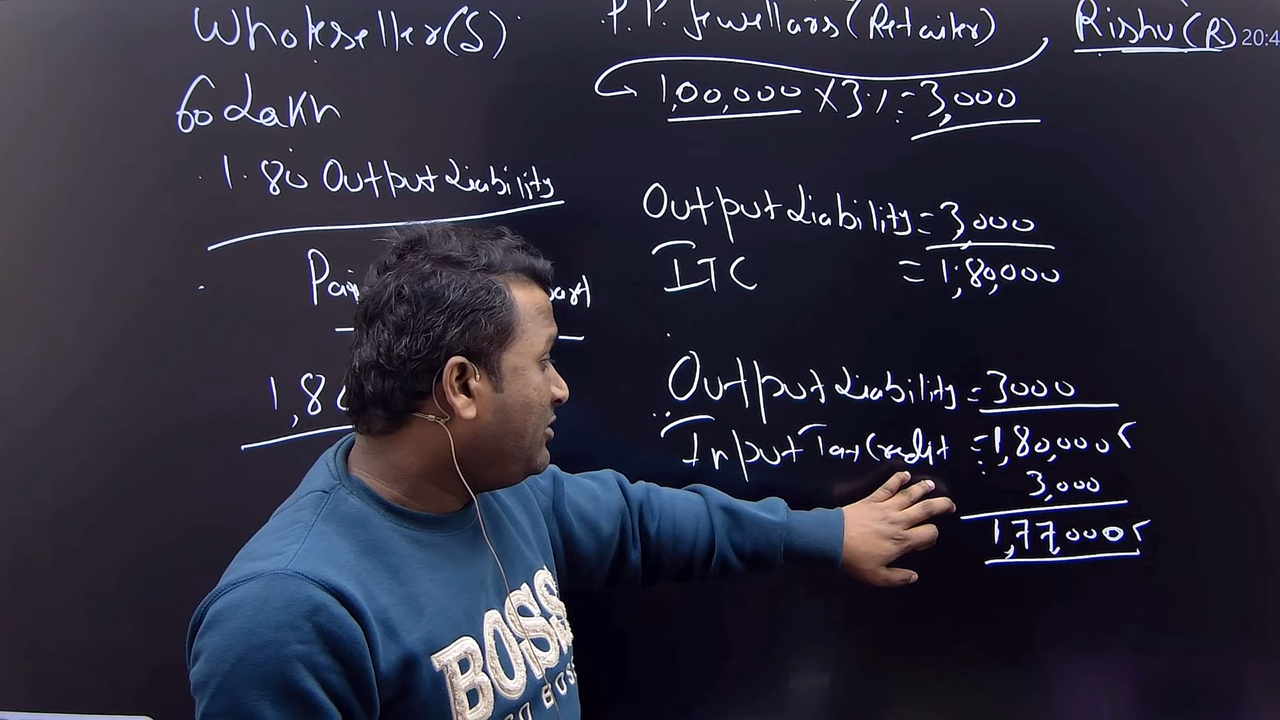 Wholeseller(S)
P.P. Jewellars (Retailer)
Rishu (R)
20:4
60 Lakh
1,00,000 X 3% = 3,000
1.80 Output Liability
Output Liability = 3,000
ITC = 1,80,000
Output Liability = 3000
Input Tax Credit = 1,80,000
3,000
1,77,000
BOSS
BOS